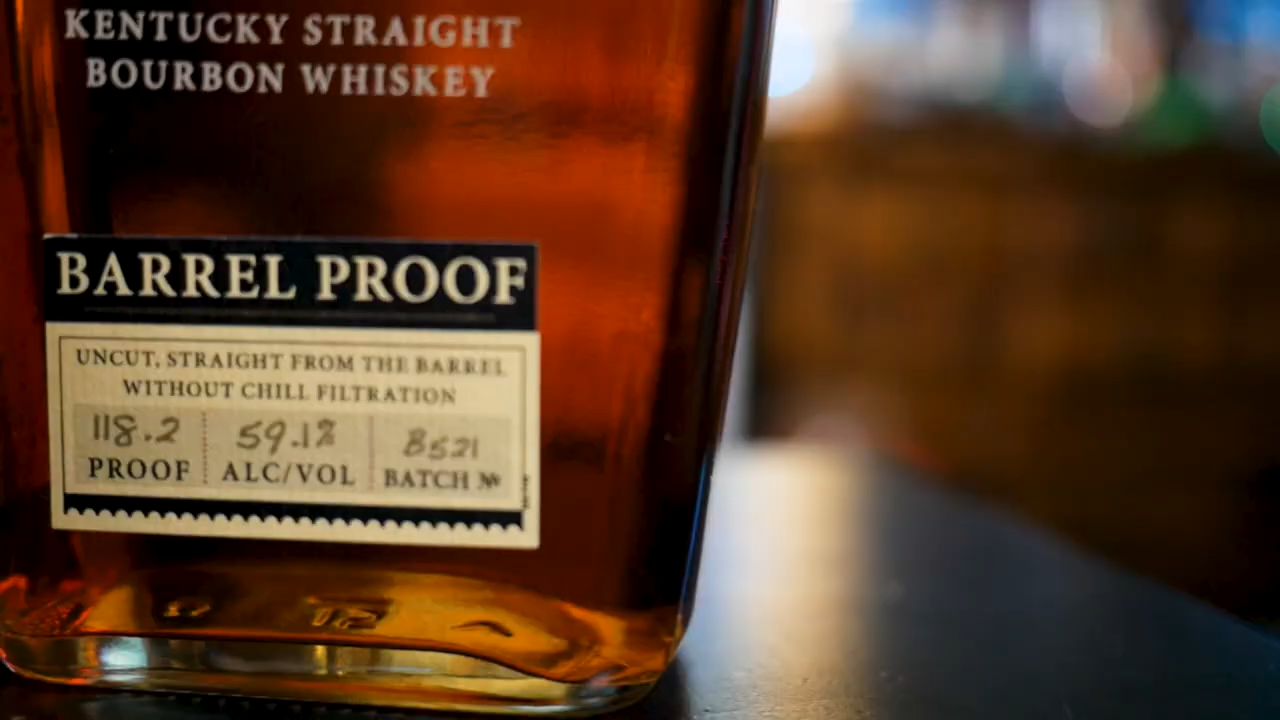 KENTUCKY STRAIGHT
BOURBON WHISKEY
BARREL PROOF
UNCUT, STRAIGHT FROM THE BARREL
WITHOUT CHILL FILTRATION
118.2 59.1% B521
PROOF ALC/VOL BATCH №